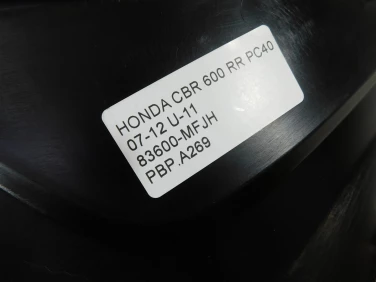 HONDA CBR 600 RR PC40
07-12 U-11
83600-MFJH
PBP.A269